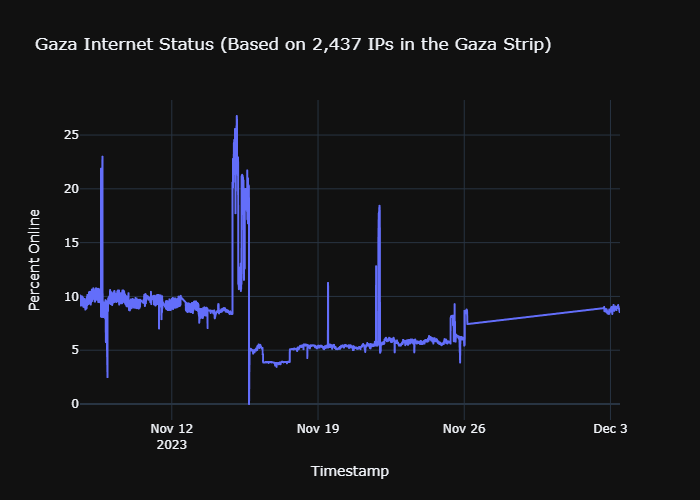 Gaza Internet Status (Based on 2,437 IPs in the Gaza Strip)
Percent Online
25
20
15
10
5
0
Nov 12
2023
Nov 19
Nov 26
Dec 3
Timestamp